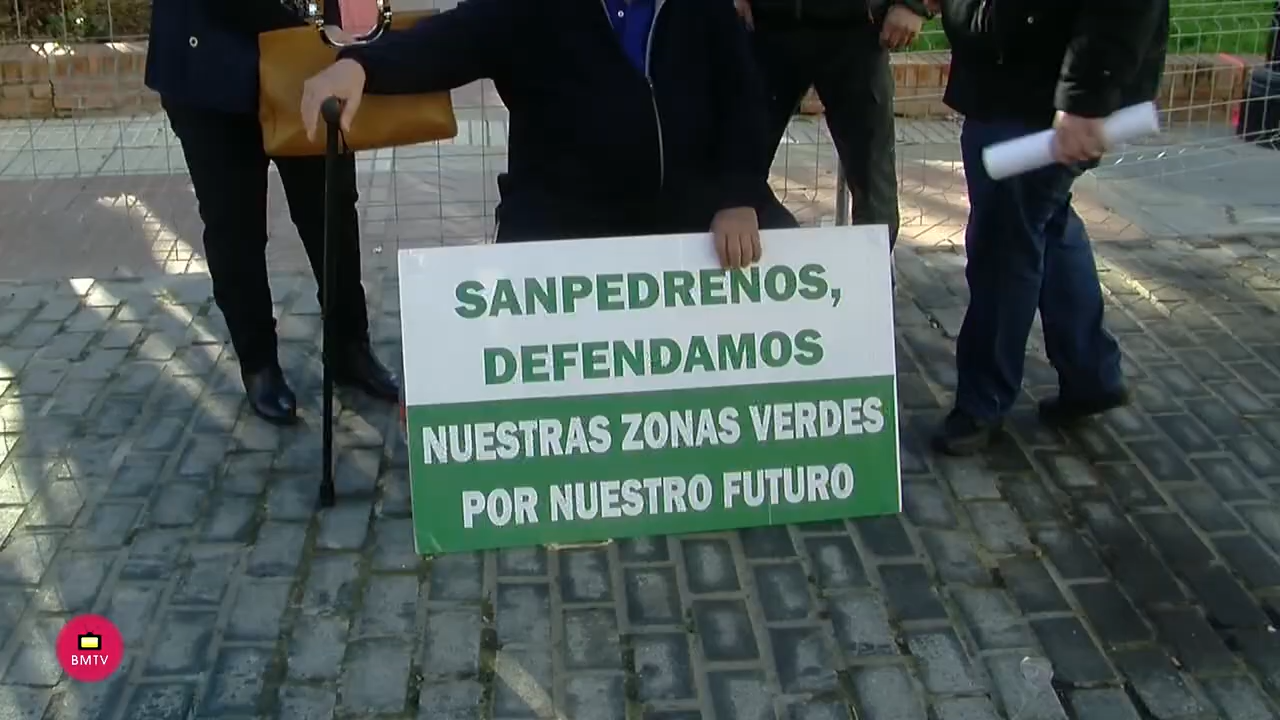 SANPEDREÑOS,
DEFENDAMOS
NUESTRAS ZONAS VERDES
POR NUESTRO FUTURO
BMTV